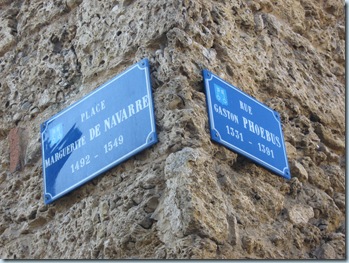 PLACE
MARGUERITE DE NAVARRE
1492 - 1549
RUE
GASTON PHOEBUS
1331 - 1391